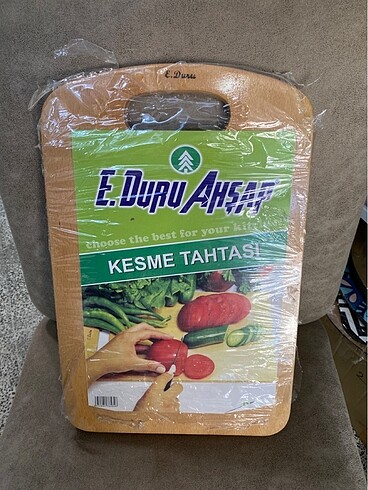 E. Duru
E. DURU AHŞAP
choose the best for your kit
KESME TAHTASI